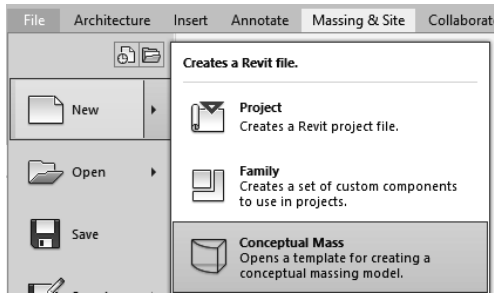 File Architecture Insert Annotate Massing & Site Collaborat
Creates a Revit file.
New
Project
Creates a Revit project file.
Open
Family
Creates a set of custom components
to use in projects.
Save
Conceptual Mass
Opens a template for creating a
conceptual massing model.